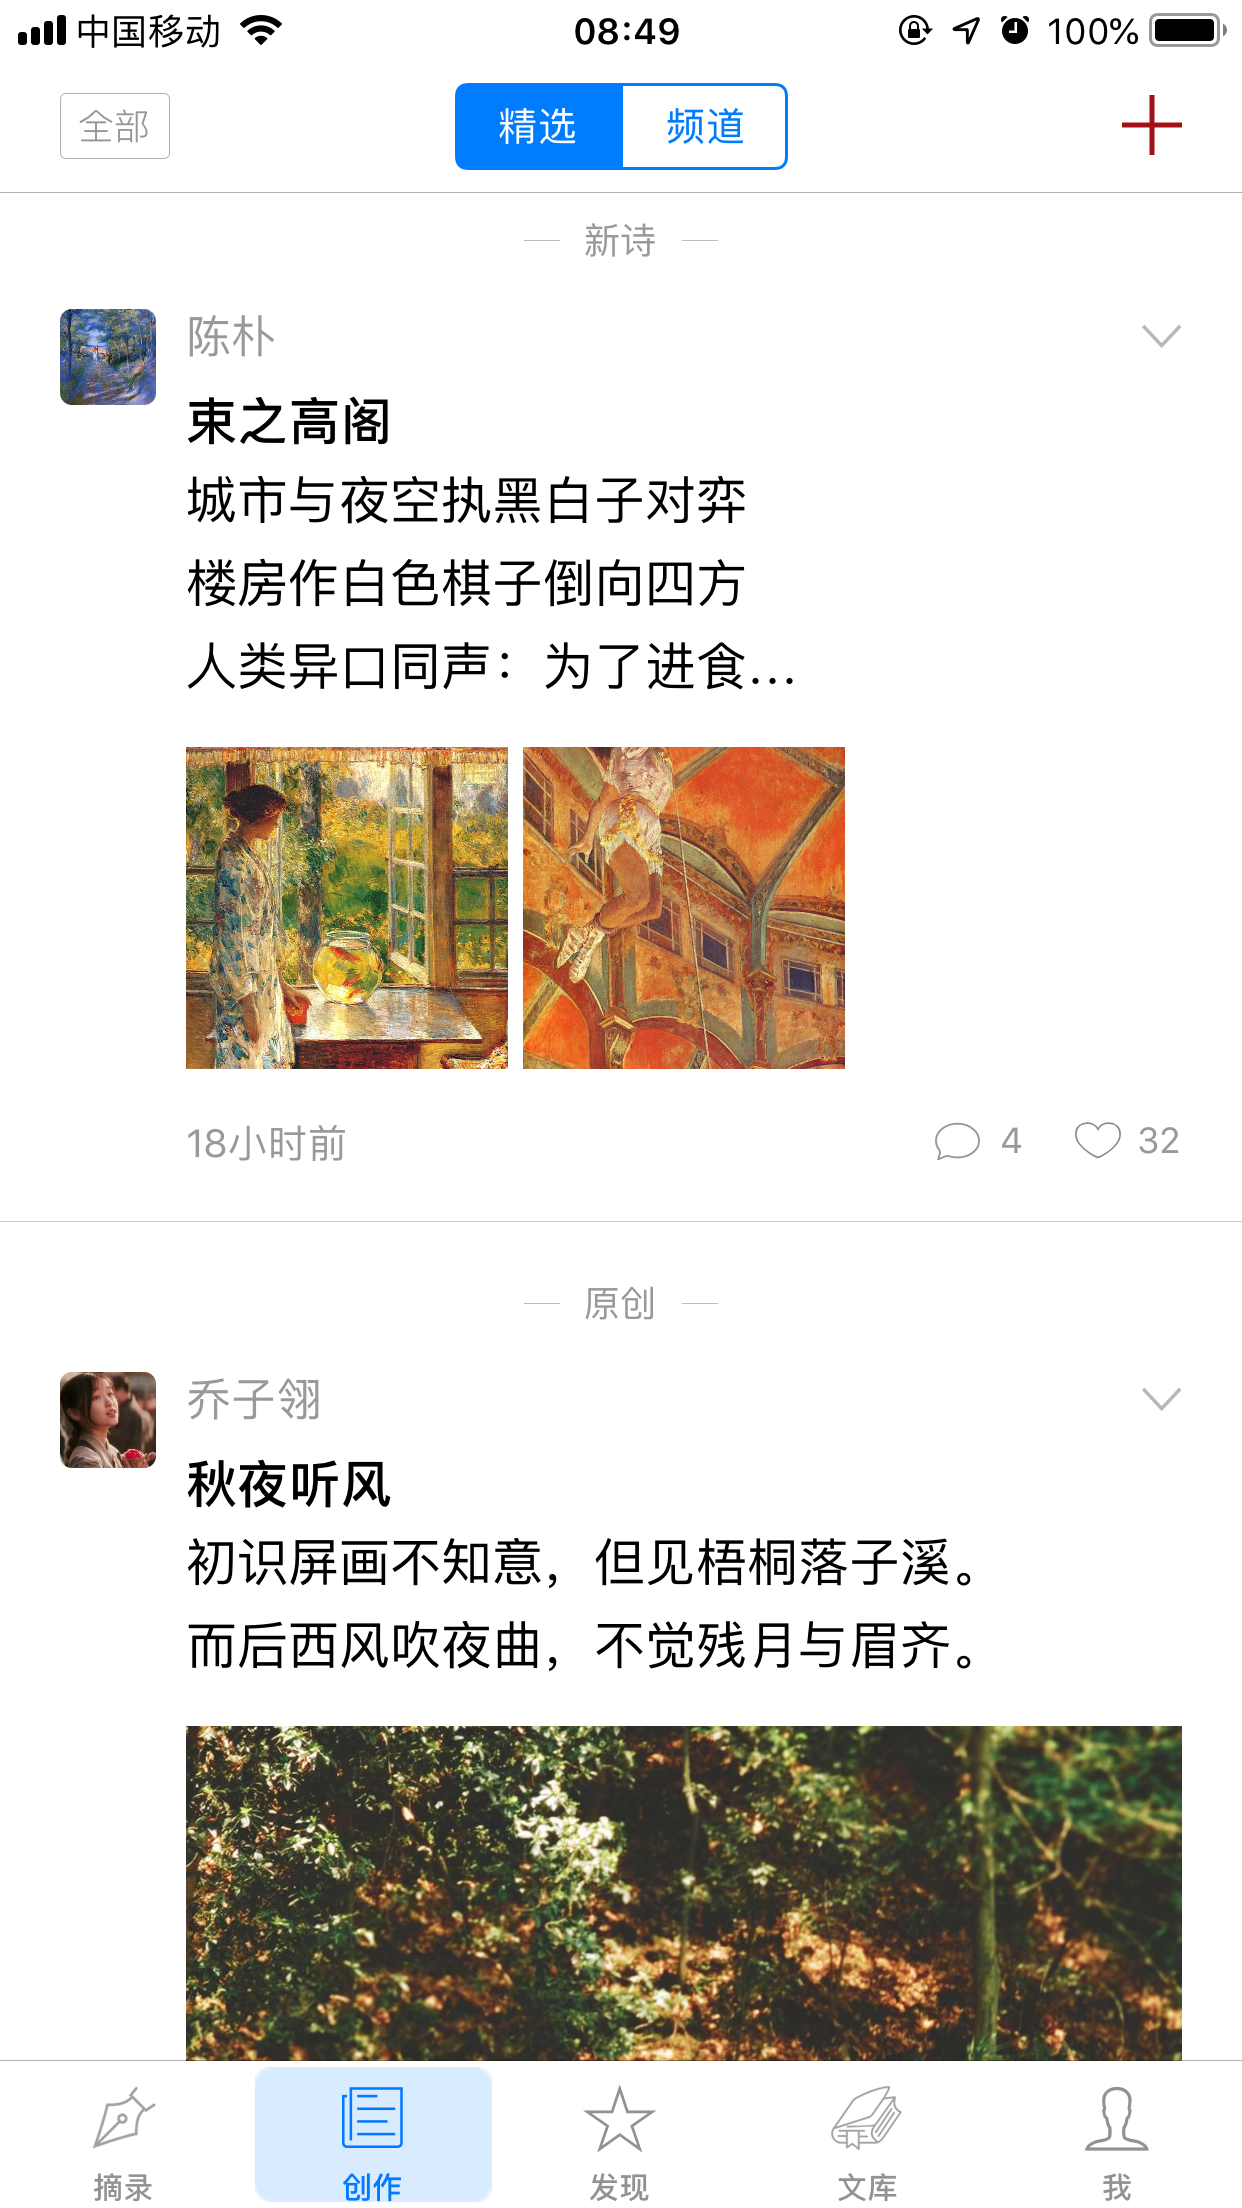 中国移动 08:49 100%
全部 精选 频道
新诗
陈朴
束之高阁
城市与夜空执黑白子对弈
楼房作白色棋子倒向四方
人类异口同声：为了进食...
18小时前 4 32
原创
乔子翎
秋夜听风
初识屏画不知意，但见梧桐落子溪。
而后西风吹夜曲，不觉残月与眉齐。
摘录 创作 发现 文库 我